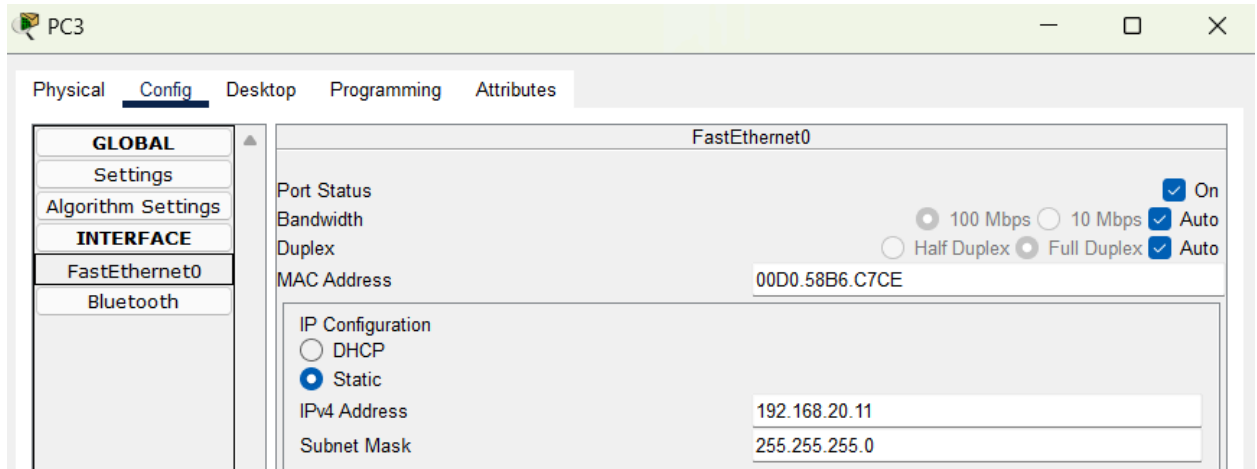 PC3
Physical Config Desktop Programming Attributes
GLOBAL
Settings
Algorithm Settings
INTERFACE
FastEthernet0
Bluetooth
FastEthernet0
Port Status On
Bandwidth 100 Mbps 10 Mbps Auto
Duplex Half Duplex Full Duplex Auto
MAC Address 00D0.58B6.C7CE
IP Configuration
DHCP
Static
IPv4 Address 192.168.20.11
Subnet Mask 255.255.255.0